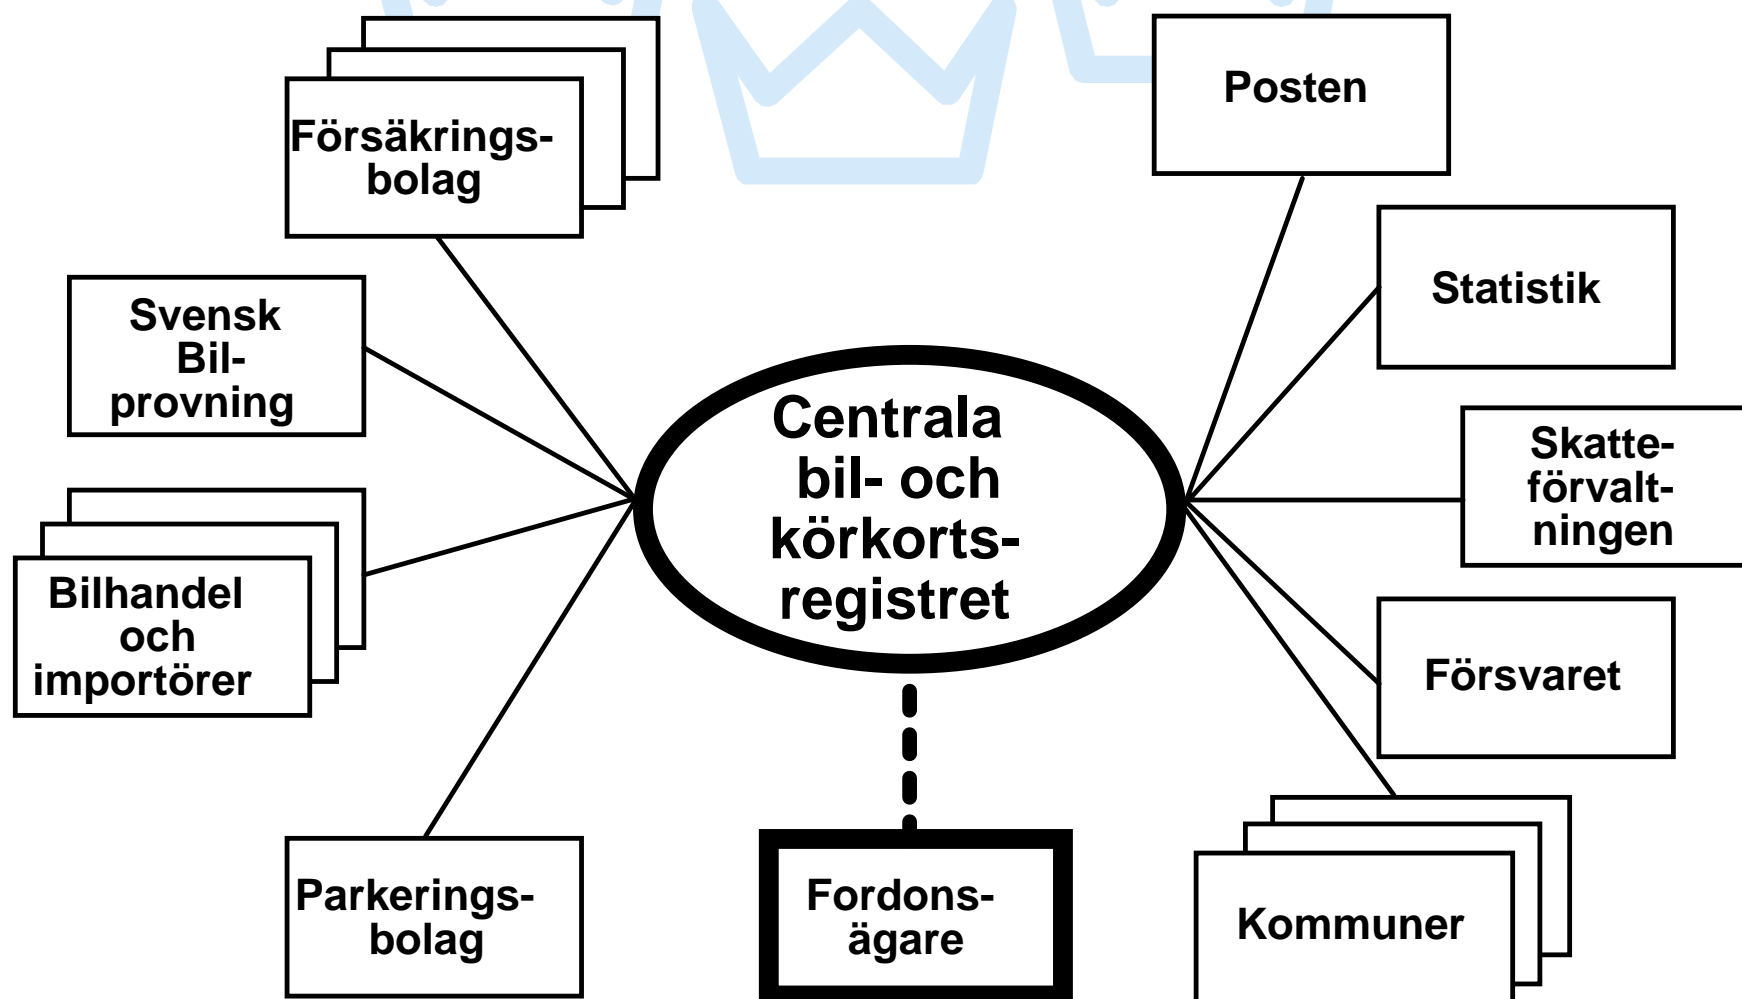 Försäkrings-
bolag
Posten
Svensk
Bil-
provning
Statistik
Centrala
bil- och
körkorts-
registret
Skatte-
förvalt-
ningen
Bilhandel
och
importörer
Försvaret
Parkerings-
bolag
Fordons-
ägare
Kommuner